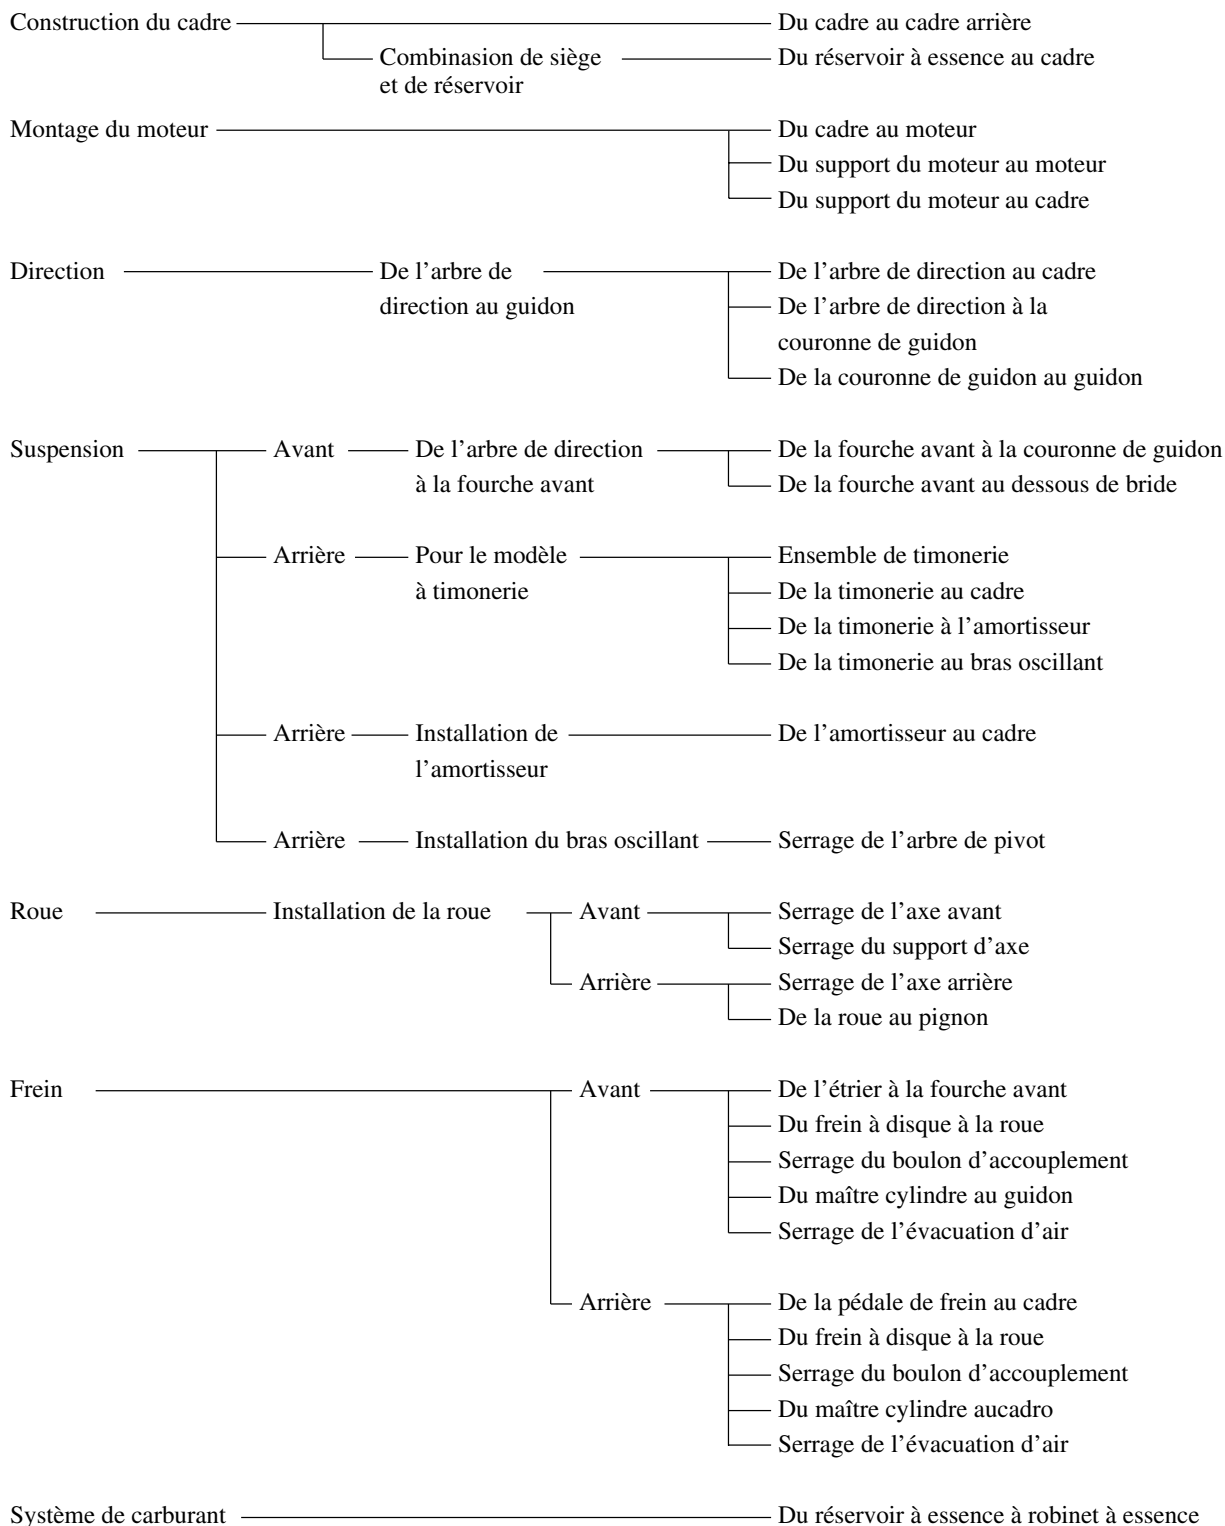 Construction du cadre Du cadre au cadre arrière
Combinasion de siège Du réservoir à essence au cadre
et de réservoir
Montage du moteur Du cadre au moteur
Du support du moteur au moteur
Du support du moteur au cadre
Direction De l'arbre de De l'arbre de direction au cadre
direction au guidon De l'arbre de direction à la
couronne de guidon
De la couronne de guidon au guidon
Suspension Avant De l'arbre de direction De la fourche avant à la couronne de guidon
à la fourche avant De la fourche avant au dessous de bride
Arrière Pour le modèle Ensemble de timonerie
à timonerie De la timonerie au cadre
De la timonerie à l'amortisseur
De la timonerie au bras oscillant
Arrière Installation de De l'amortisseur au cadre
l'amortisseur
Arrière Installation du bras oscillant Serrage de l'arbre de pivot
Roue Installation de la roue Avant Serrage de l'axe avant
Serrage du support d'axe
Arrière Serrage de l'axe arrière
De la roue au pignon
Frein Avant De l'étrier à la fourche avant
Du frein à disque à la roue
Serrage du boulon d'accouplement
Du maître cylindre au guidon
Serrage de l'évacuation d'air
Arrière De la pédale de frein au cadre
Du frein à disque à la roue
Serrage du boulon d'accouplement
Du maître cylindre aucadro
Serrage de l'évacuation d'air
Système de carburant Du réservoir à essence à robinet à essence